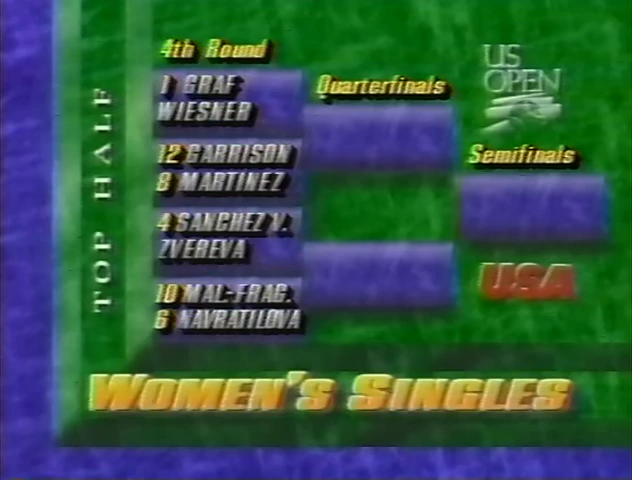 4th Round
1 GRAF
WIESNER
12 GARRISON
8 MARTINEZ
4 SANCHEZ V.
ZVEREVA
10 MAL-FRAG.
6 NAVRATILOVA
Quarterfinals
Semifinals
US
OPEN
USA
TOP HALF
WOMEN'S SINGLES